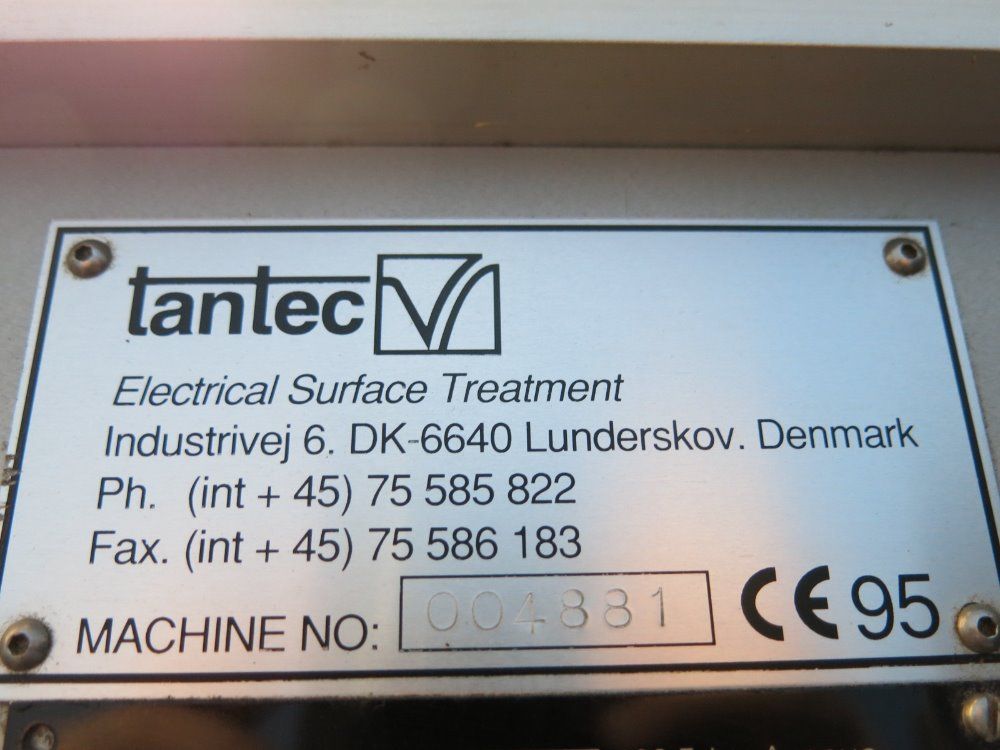 tantec
Electrical Surface Treatment
Industrivej 6. DK-6640 Lunderskov. Denmark
Ph. (int + 45) 75 585 822
Fax. (int + 45) 75 586 183
MACHINE NO: 004881 CE 95